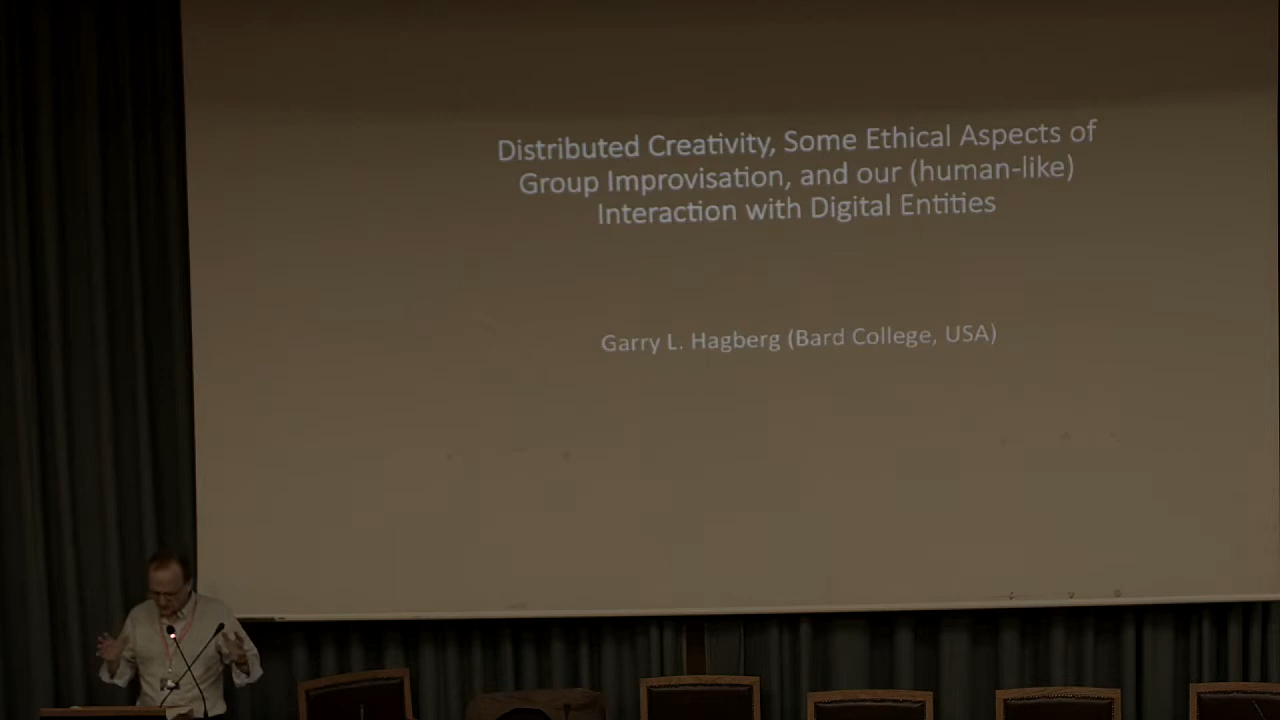 Distributed Creativity, Some Ethical Aspects of
Group Improvisation, and our (human-like)
Interaction with Digital Entities
Garry L. Hagberg (Bard College, USA)